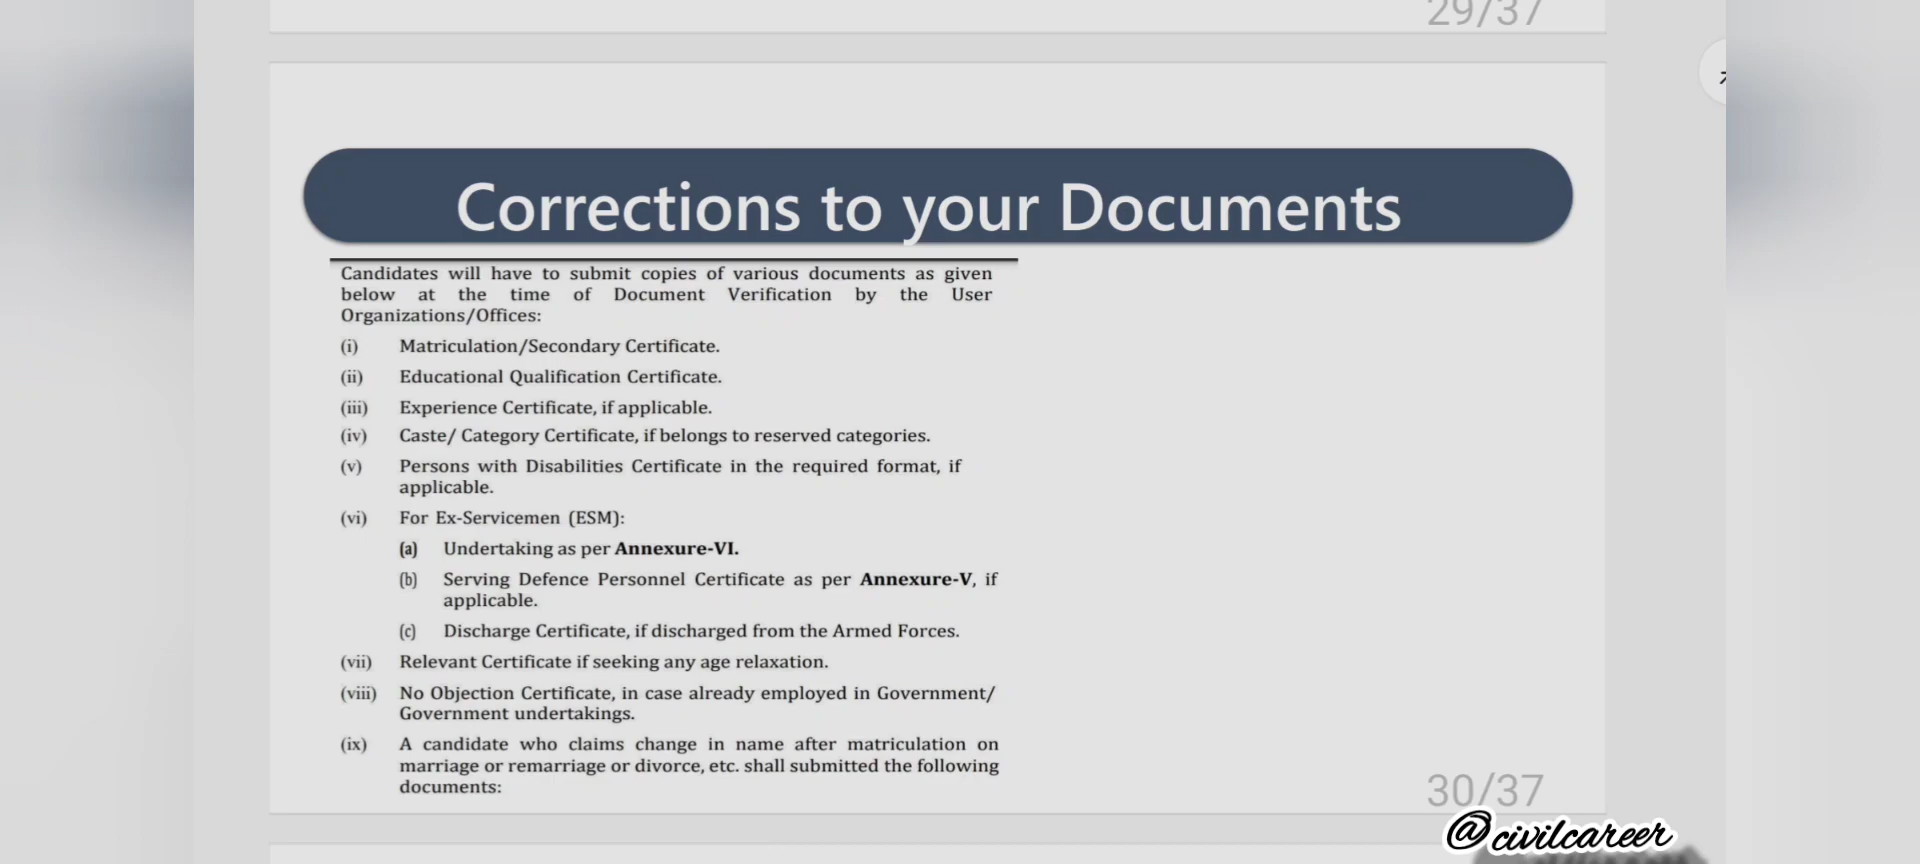 29/37
Corrections to your Documents
Candidates will have to submit copies of various documents as given
below at the time of Document Verification by the User
Organizations/Offices:
(i) Matriculation/Secondary Certificate.
(ii) Educational Qualification Certificate.
(iii) Experience Certificate, if applicable.
(iv) Caste/ Category Certificate, if belongs to reserved categories.
(v) Persons with Disabilities Certificate in the required format, if
applicable.
(vi) For Ex-Servicemen (ESM):
(a) Undertaking as per Annexure-VI.
(b) Serving Defence Personnel Certificate as per Annexure-V, if
applicable.
(c) Discharge Certificate, if discharged from the Armed Forces.
(vii) Relevant Certificate if seeking any age relaxation.
(viii) No Objection Certificate, in case already employed in Government/
Government undertakings.
(ix) A candidate who claims change in name after matriculation on
marriage or remarriage or divorce, etc. shall submitted the following
documents:
30/37
@civilcareer